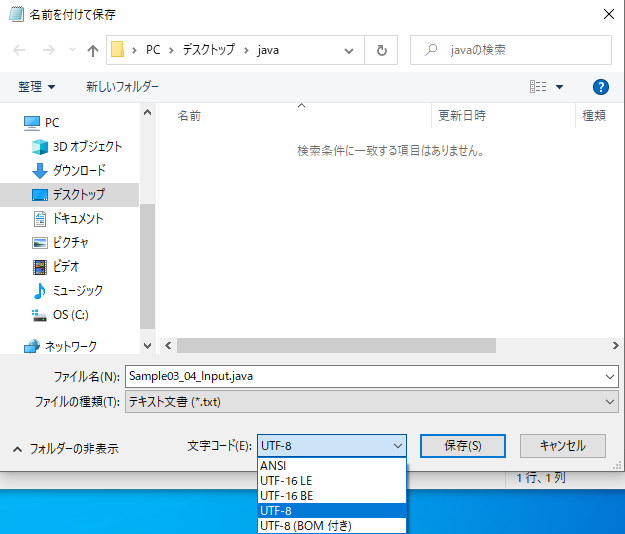 名前を付けて保存
PC > デスクトップ > java
javaの検索
整理
新しいフォルダー
PC
3D オブジェクト
ダウンロード
デスクトップ
ドキュメント
ピクチャ
ビデオ
ミュージック
OS (C:)
ネットワーク
名前 更新日時 種類
検索条件に一致する項目はありません。
ファイル名(N): Sample03_04_Input.java
ファイルの種類(T): テキスト文書 (*.txt)
フォルダーの非表示
文字コード(E): UTF-8
保存(S)
キャンセル
ANSI
UTF-16 LE
UTF-16 BE
UTF-8
UTF-8 (BOM 付き)
1 行、1 列